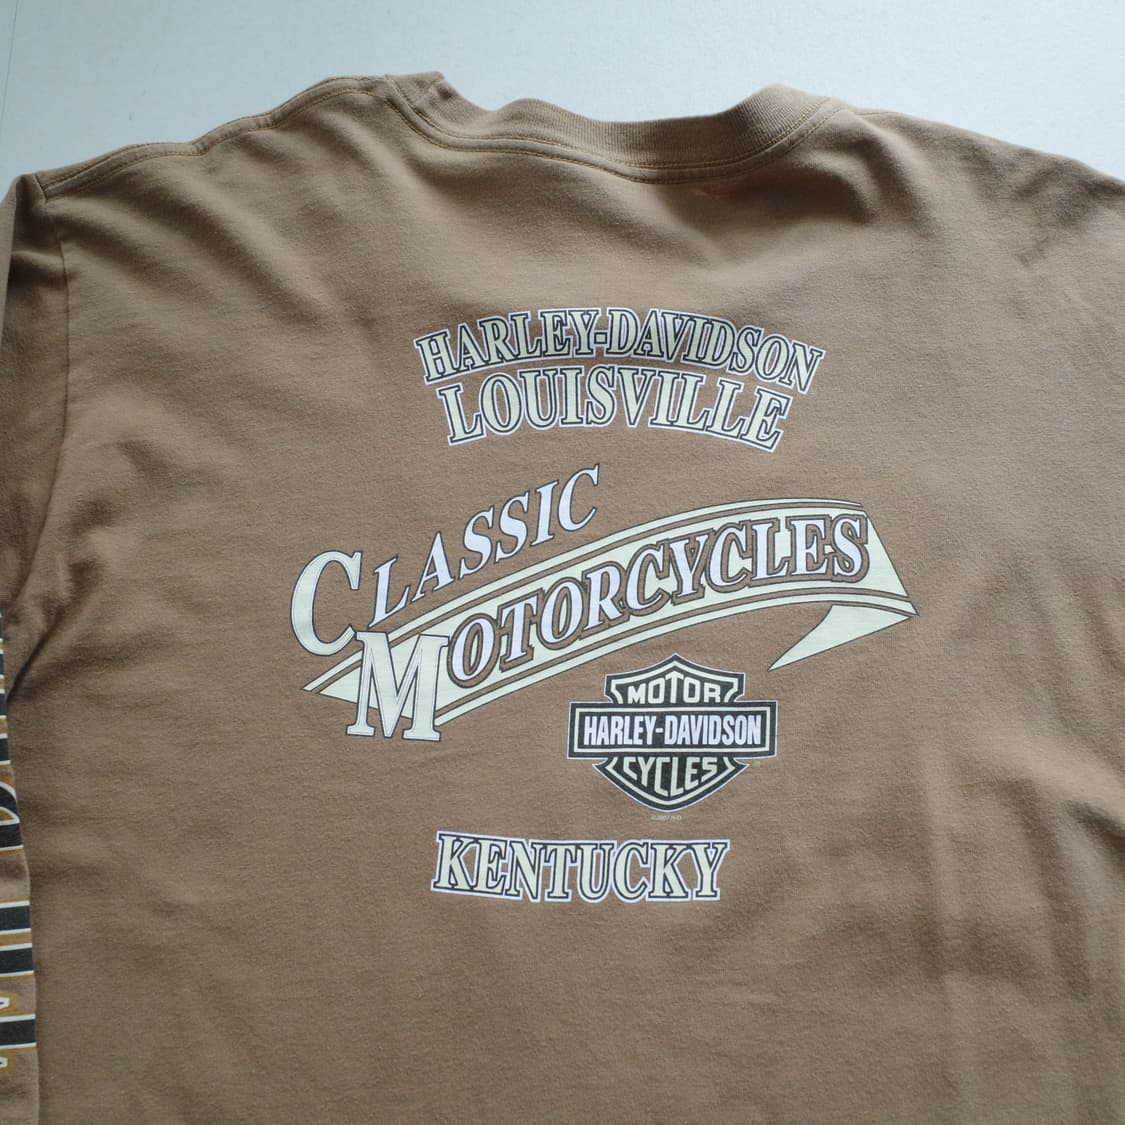 HARLEY-DAVIDSON
LOUISVILLE
CLASSIC
MOTORCYCLES
MOTOR
HARLEY-DAVIDSON
CYCLES
KENTUCKY